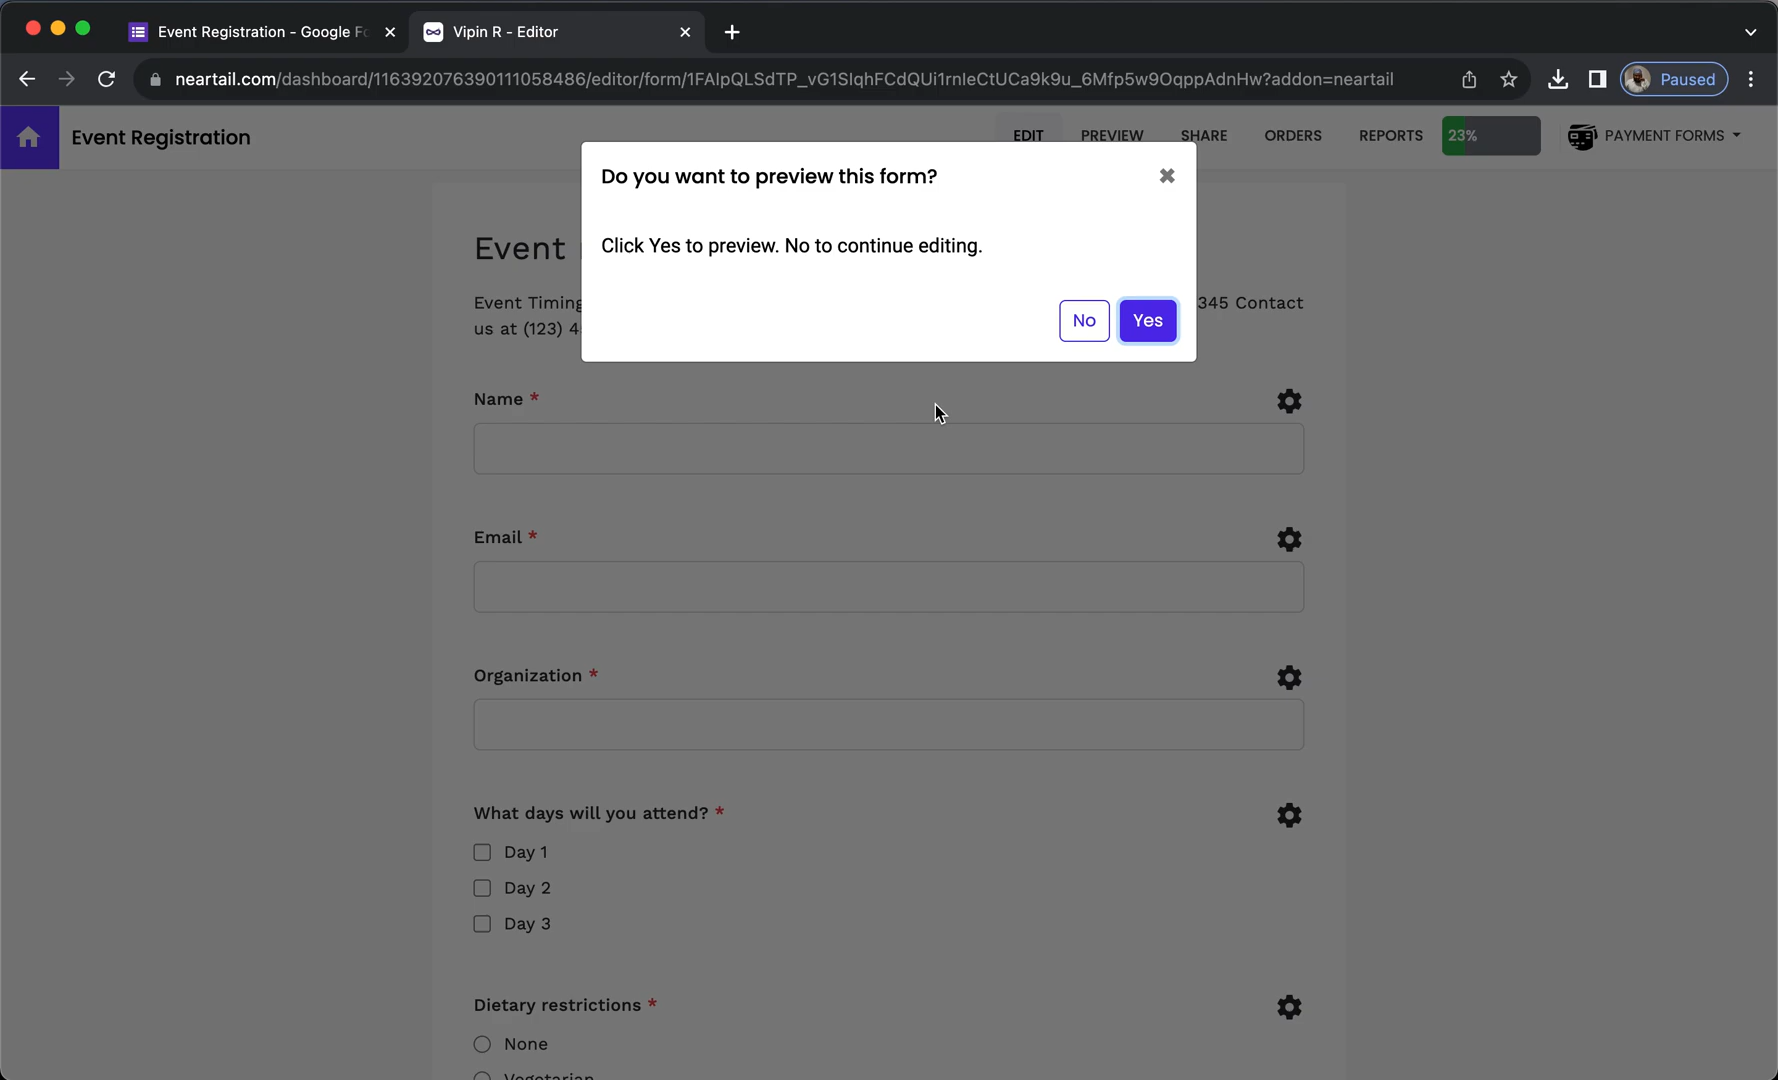 Event Registration - Google Fo
Vipin R - Editor
neartail.com/dashboard/116392076390111058486/editor/form/1FAIpQLSdTP_vG1SlqhFCdQUi1rnleCtUCa9k9u_6Mfp5w9OqppAdnHw?addon=neartail
Paused
Event Registration
EDIT PREVIEW SHARE ORDERS REPORTS 23% PAYMENT FORMS
Do you want to preview this form?
Click Yes to preview. No to continue editing.
No Yes
Event
Event Timing 345 Contact
us at (123) 4
Name *
Email *
Organization *
What days will you attend? *
Day 1
Day 2
Day 3
Dietary restrictions *
None
Vegetarian